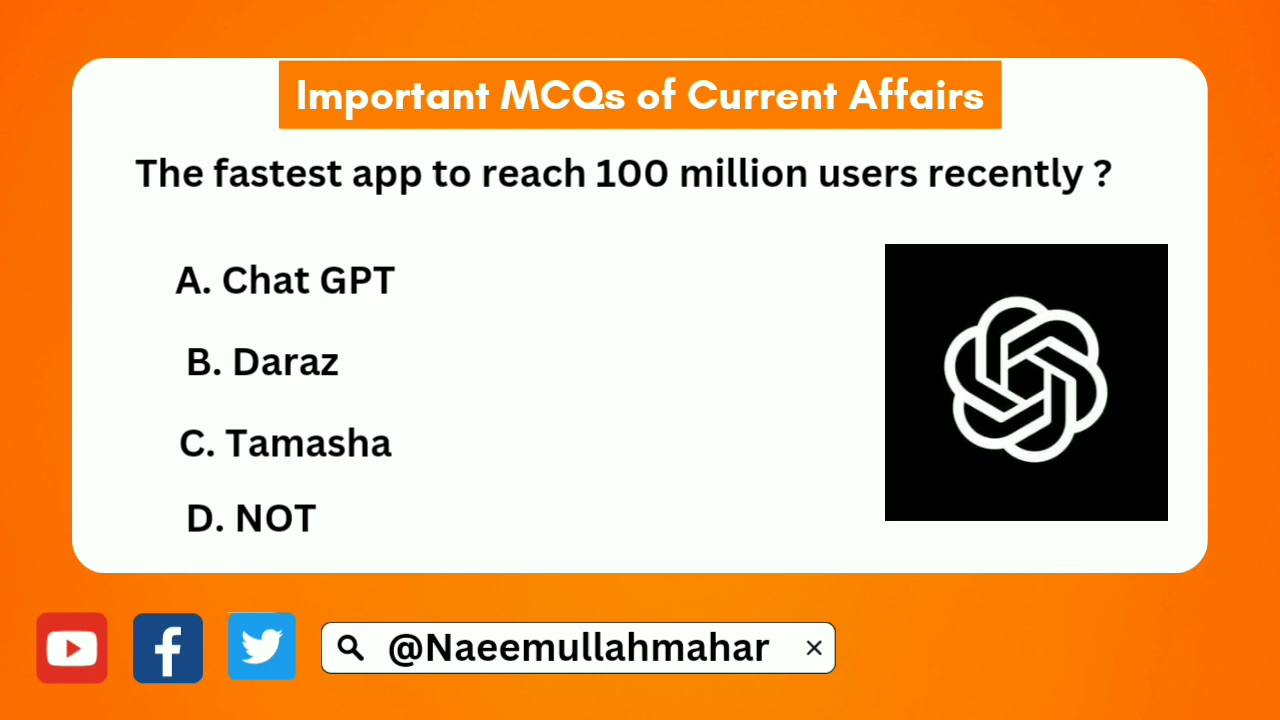 Important MCQs of Current Affairs
The fastest app to reach 100 million users recently ?
A. Chat GPT
B. Daraz
C. Tamasha
D. NOT
@Naeemullahmahar